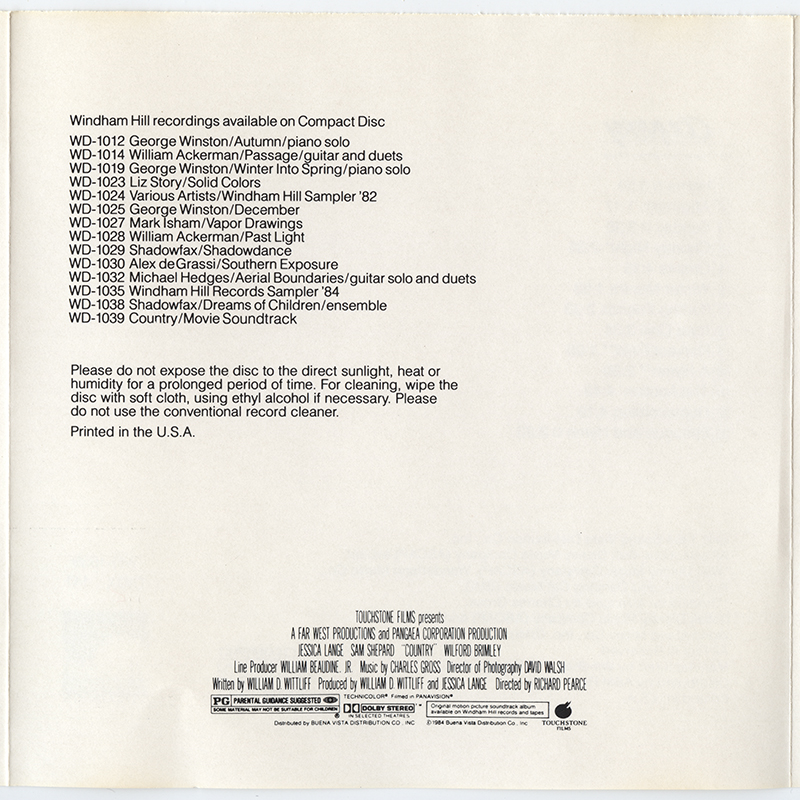 Windham Hill recordings available on Compact Disc
WD-1012 George Winston/Autumn/piano solo
WD-1014 William Ackerman/Passage/guitar and duets
WD-1019 George Winston/Winter Into Spring/piano solo
WD-1023 Liz Story/Solid Colors
WD-1024 Various Artists/Windham Hill Sampler '82
WD-1025 George Winston/December
WD-1027 Mark Isham/Vapor Drawings
WD-1028 William Ackerman/Past Light
WD-1029 Shadowfax/Shadowdance
WD-1030 Alex deGrassi/Southern Exposure
WD-1032 Michael Hedges/Aerial Boundaries/guitar solo and duets
WD-1035 Windham Hill Records Sampler '84
WD-1038 Shadowfax/Dreams of Children/ensemble
WD-1039 Country/Movie Soundtrack
Please do not expose the disc to the direct sunlight, heat or
humidity for a prolonged period of time. For cleaning, wipe the
disc with soft cloth, using ethyl alcohol if necessary. Please
do not use the conventional record cleaner.
Printed in the U.S.A.
TOUCHSTONE FILMS presents
A FAR WEST PRODUCTIONS and PANGAEA CORPORATION PRODUCTION
JESSICA LANGE SAM SHEPARD "COUNTRY" WILFORD BRIMLEY
Line Producer WILLIAM BEAUDINE, JR. Music by CHARLES GROSS Director of Photography DAVID WALSH
Written by WILLIAM D. WITTLIFF Produced by WILLIAM D. WITTLIFF and JESSICA LANGE Directed by RICHARD PEARCE
PG PARENTAL GUIDANCE SUGGESTED
SOME MATERIAL MAY NOT BE SUITABLE FOR CHILDREN
TECHNICOLOR® Filmed in PANAVISION®
DOLBY STEREO
IN SELECTED THEATRES
Original motion picture soundtrack album
available on Windham Hill records and tapes
Distributed by BUENA VISTA DISTRIBUTION CO., INC.
©1984 Buena Vista Distribution Co., Inc.
TOUCHSTONE
FILMS